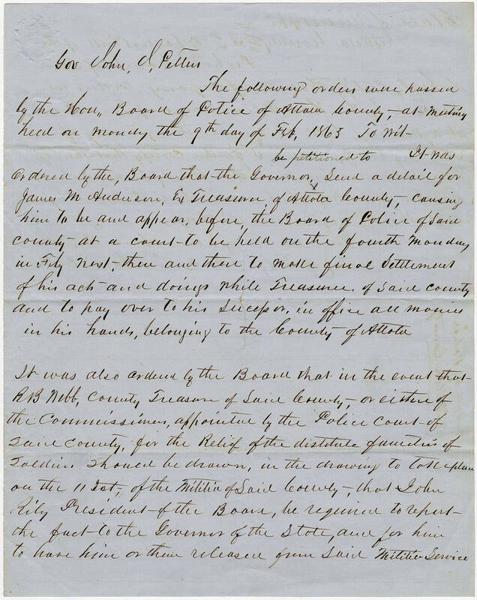 Gov John, J, Pettus
The following orders were passed
by the Hon,, Board of Police of Attala County, at meeting
held on Monday the 9th day of Feb, 1863 To Wit
be petitioned to It was
ordered by the, Board that the Governor, Send a detail for
James M Anderson, Ex Treasurer, of Attala County, causing
him to be and appear, before, the Board of Police of Said
County at a court to be held on the fourth Monday
in Feby next, then and there to make final Settlement
of his acts and doings while Treasurer, of Said County
and to pay over to his Successor, in office all monies
in his hands, belonging to the County of Attala
It was also ordered by the Board that in the event that
R B Webb, County Treasurer of Said County, or either of
the Commissioners, appointed by the Police Court of
Said County, for the Relief of the distitute families of
Soldiers Should be drawn, in the drawing to take place
on the 11 Inst, of the Militia of Said County, that John
Kily President of the Board, be required to report
the fact to the Governor of the State, and for him
to have him or them released from Said Militia Service